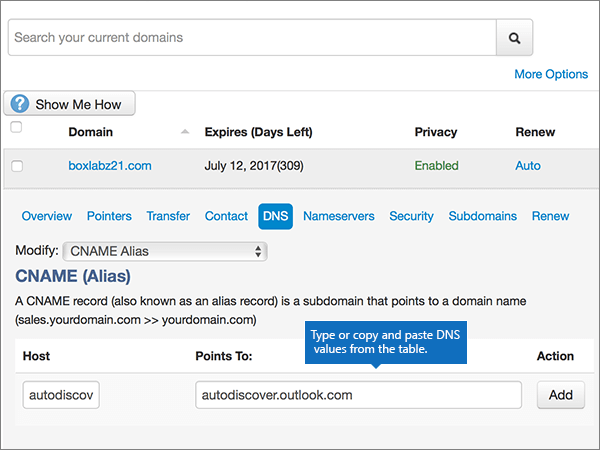 Search your current domains
More Options
? Show Me How
Domain Expires (Days Left) Privacy Renew
boxlabz21.com July 12, 2017(309) Enabled Auto
Overview Pointers Transfer Contact DNS Nameservers Security Subdomains Renew
Modify: CNAME Alias
CNAME (Alias)
A CNAME record (also known as an alias record) is a subdomain that points to a domain name
(sales.yourdomain.com >> yourdomain.com)
Type or copy and paste DNS
values from the table.
Host Points To: Action
autodiscov autodiscover.outlook.com Add